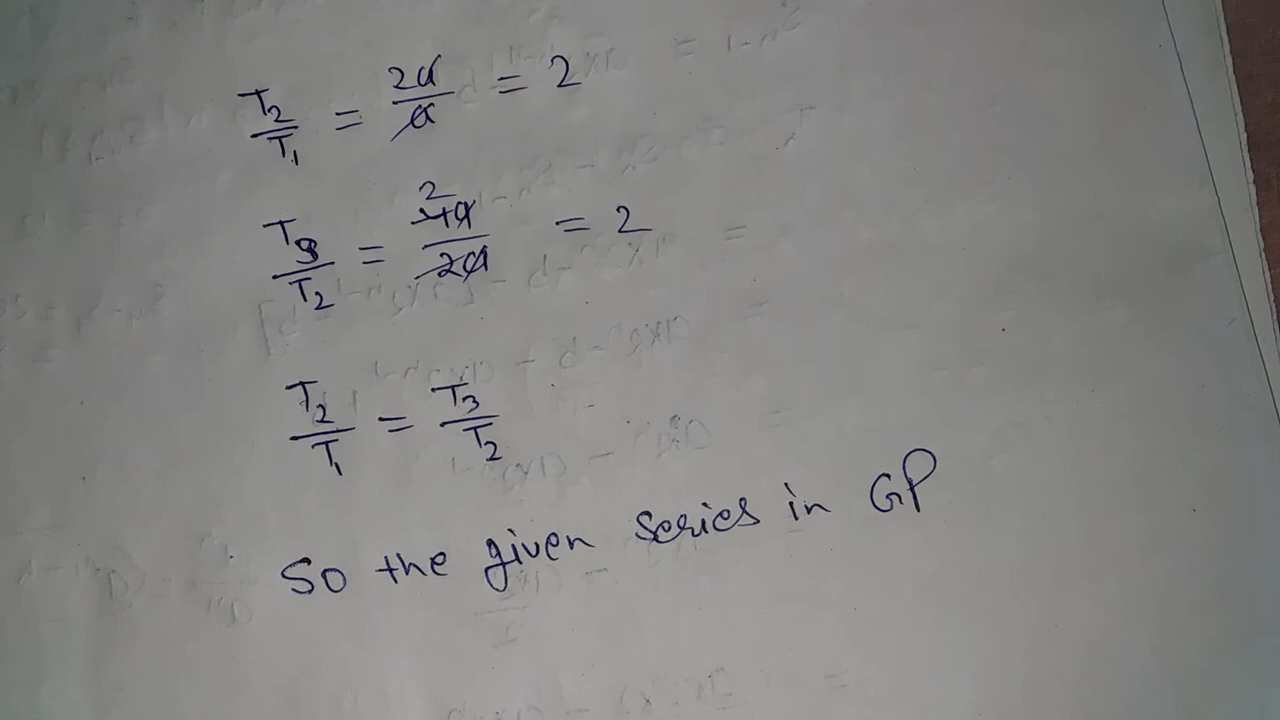 T₂/T₁ = 2a/a = 2
T₃/T₂ = 4a/2a = 2
T₂/T₁ = T₃/T₂
So the given series in GP